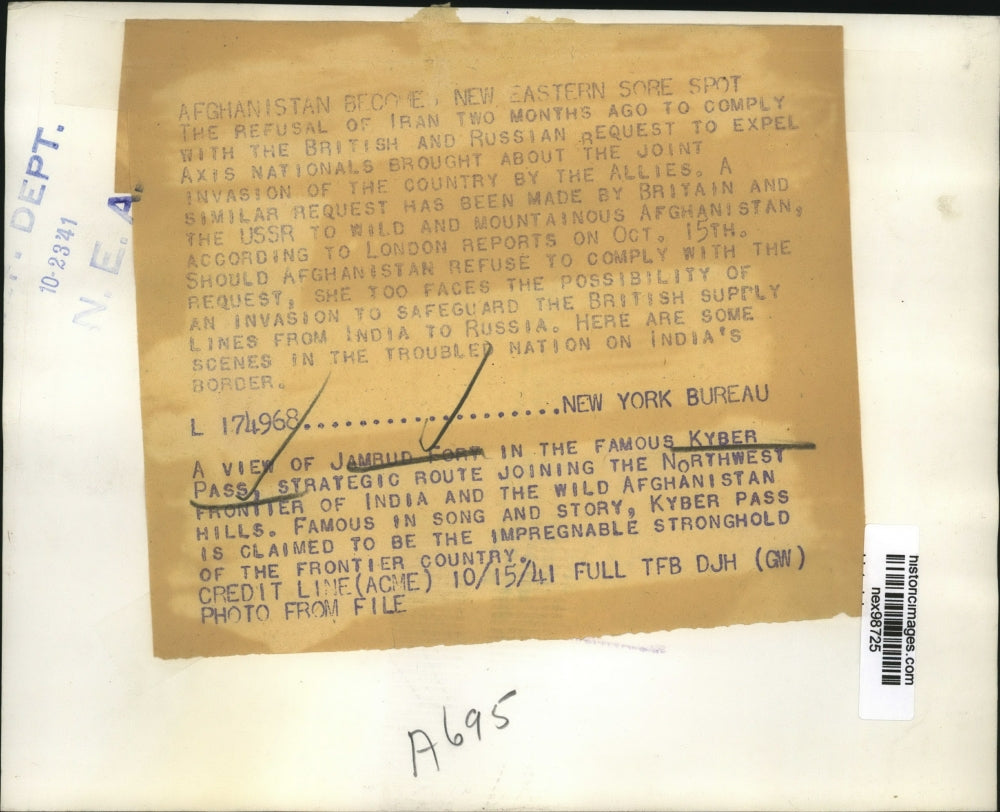 AFGHANISTAN BECOMES NEW EASTERN SORE SPOT
THE REFUSAL OF IRAN TWO MONTHS AGO TO COMPLY
WITH THE BRITISH AND RUSSIAN REQUEST TO EXPEL
AXIS NATIONALS BROUGHT ABOUT THE JOINT
INVASION OF THE COUNTRY BY THE ALLIES. A
SIMILAR REQUEST HAS BEEN MADE BY BRITAIN AND
THE USSR TO WILD AND MOUNTAINOUS AFGHANISTAN,
ACCORDING TO LONDON REPORTS ON OCT. 15TH.
SHOULD AFGHANISTAN REFUSE TO COMPLY WITH THE
REQUEST, SHE TOO FACES THE POSSIBILITY OF
AN INVASION TO SAFEGUARD THE BRITISH SUPPLY
LINES FROM INDIA TO RUSSIA. HERE ARE SOME
SCENES IN THE TROUBLED NATION ON INDIA'S
BORDER.
L 174968....................NEW YORK BUREAU
A VIEW OF JAMRUD FORT IN THE FAMOUS KYBER
PASS, STRATEGIC ROUTE JOINING THE NORTHWEST
FRONTIER OF INDIA AND THE WILD AFGHANISTAN
HILLS. FAMOUS IN SONG AND STORY, KYBER PASS
IS CLAIMED TO BE THE IMPREGNABLE STRONGHOLD
OF THE FRONTIER COUNTRY.
CREDIT LINE(ACME) 10/15/41 FULL TFB DJH (GW)
PHOTO FROM FILE
DEPT.
10-23-41
N. E. A.
historicimages.com
nex98725
A695